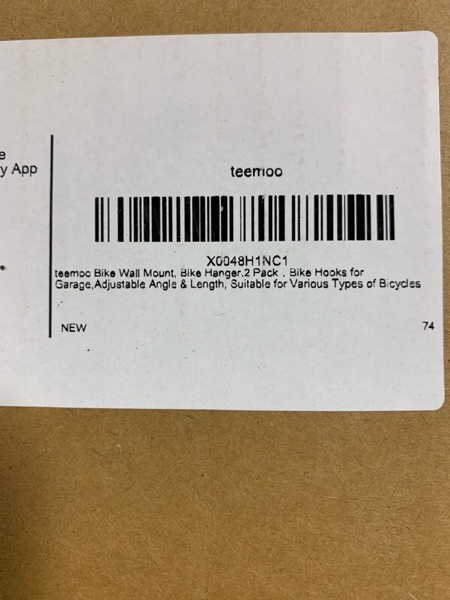 e
y App
teemoo
X0048H1NC1
teemoo Bike Wall Mount, Bike Hanger,2 Pack , Bike Hooks for
Garage,Adjustable Angle & Length, Suitable for Various Types of Bicycles
NEW
74